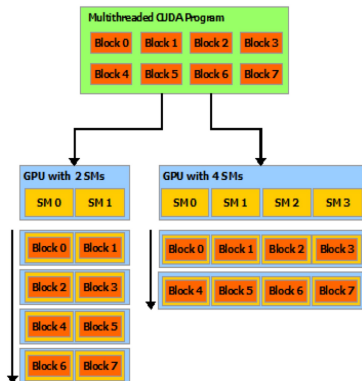 Multithreaded CUDA Program
Block 0 Block 1 Block 2 Block 3
Block 4 Block 5 Block 6 Block 7
GPU with 2 SMs
SM 0 SM 1
Block 0 Block 1
Block 2 Block 3
Block 4 Block 5
Block 6 Block 7
GPU with 4 SMs
SM 0 SM 1 SM 2 SM 3
Block 0 Block 1 Block 2 Block 3
Block 4 Block 5 Block 6 Block 7